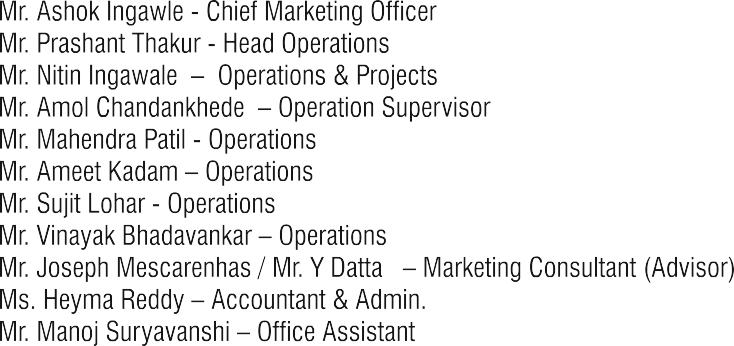 Mr. Ashok Ingawle - Chief Marketing Officer
Mr. Prashant Thakur - Head Operations
Mr. Nitin Ingawale – Operations & Projects
Mr. Amol Chandankhede – Operation Supervisor
Mr. Mahendra Patil - Operations
Mr. Ameet Kadam – Operations
Mr. Sujit Lohar - Operations
Mr. Vinayak Bhadavankar – Operations
Mr. Joseph Mescarenhas / Mr. Y Datta – Marketing Consultant (Advisor)
Ms. Heyma Reddy – Accountant & Admin.
Mr. Manoj Suryavanshi – Office Assistant